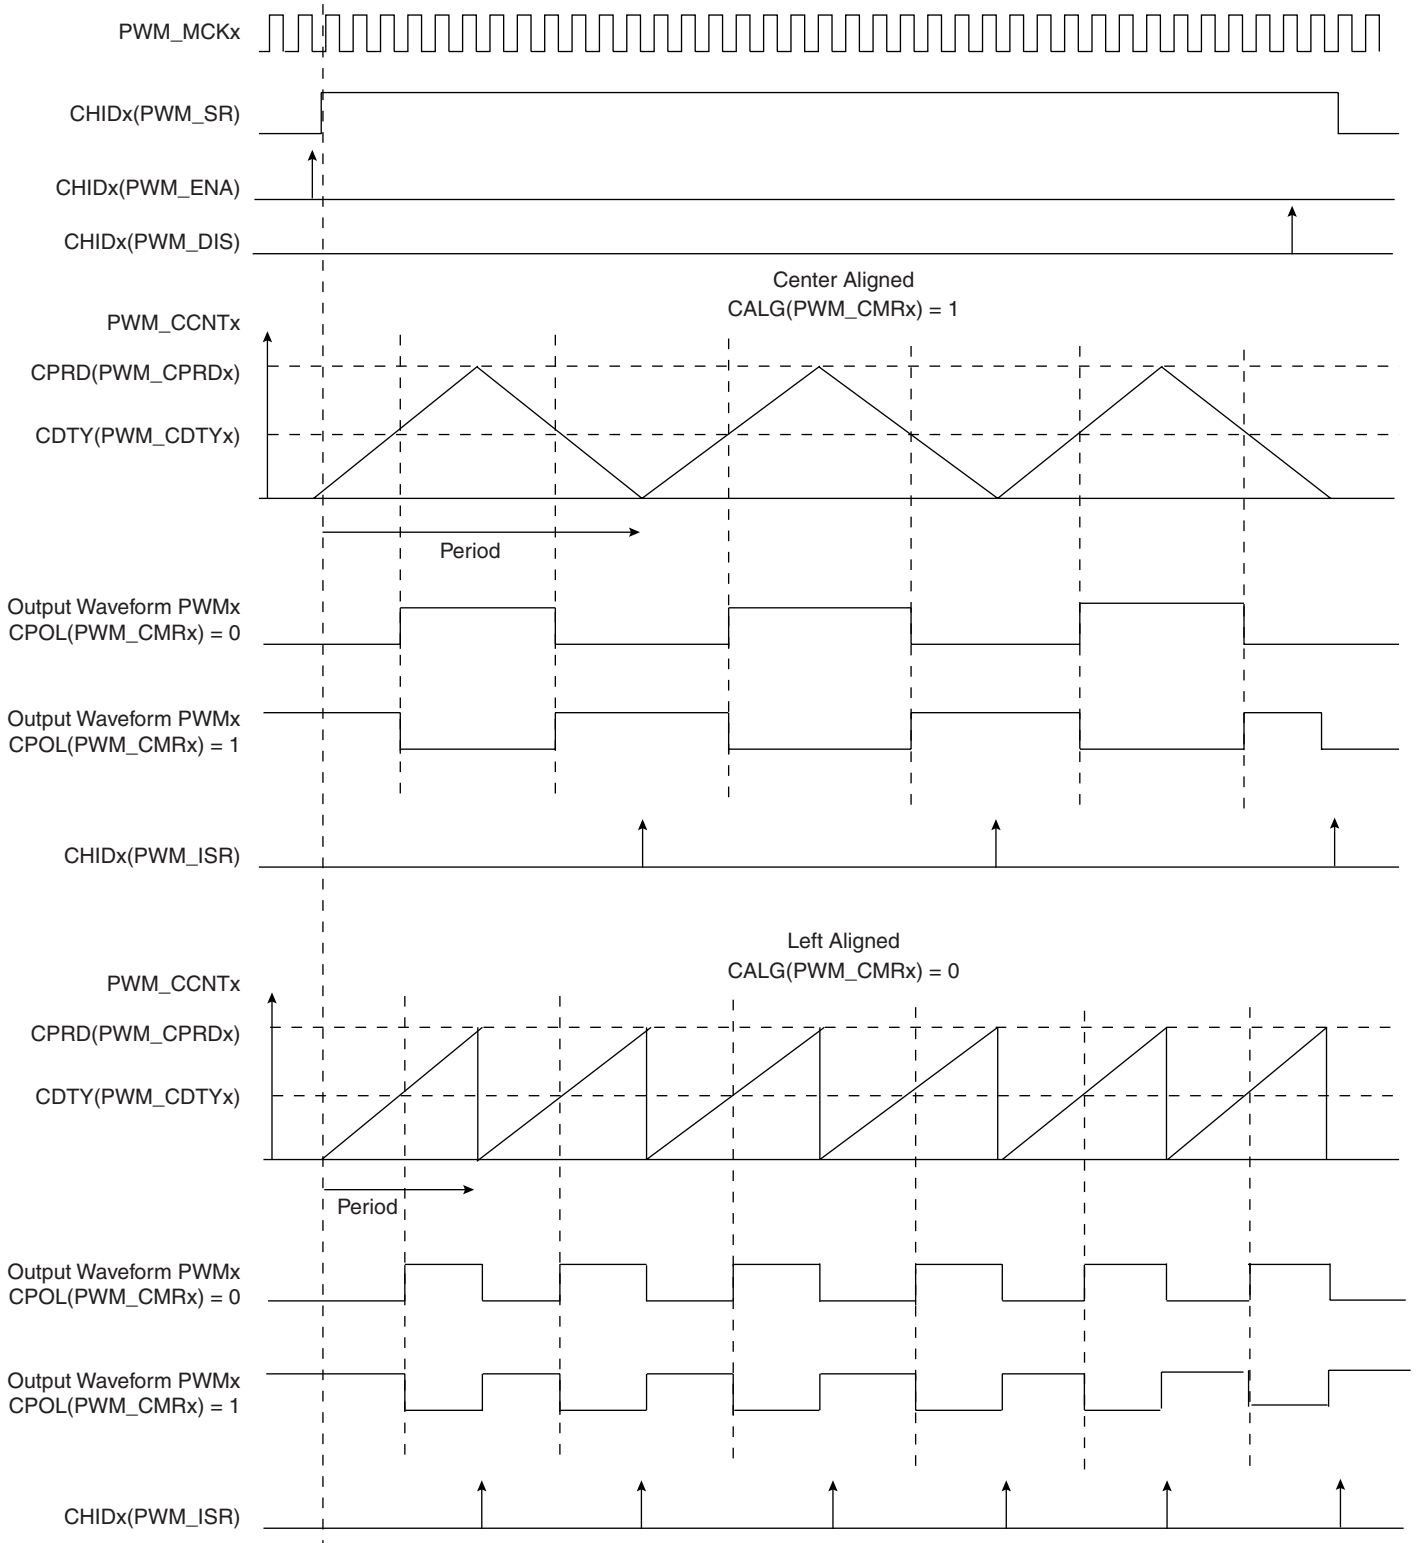 PWM_MCKx
CHIDx(PWM_SR)
CHIDx(PWM_ENA)
CHIDx(PWM_DIS)
Center Aligned
CALG(PWM_CMRx) = 1
PWM_CCNTx
CPRD(PWM_CPRDx)
CDTY(PWM_CDTYx)
Period
Output Waveform PWMx
CPOL(PWM_CMRx) = 0
Output Waveform PWMx
CPOL(PWM_CMRx) = 1
CHIDx(PWM_ISR)
Left Aligned
CALG(PWM_CMRx) = 0
PWM_CCNTx
CPRD(PWM_CPRDx)
CDTY(PWM_CDTYx)
Period
Output Waveform PWMx
CPOL(PWM_CMRx) = 0
Output Waveform PWMx
CPOL(PWM_CMRx) = 1
CHIDx(PWM_ISR)